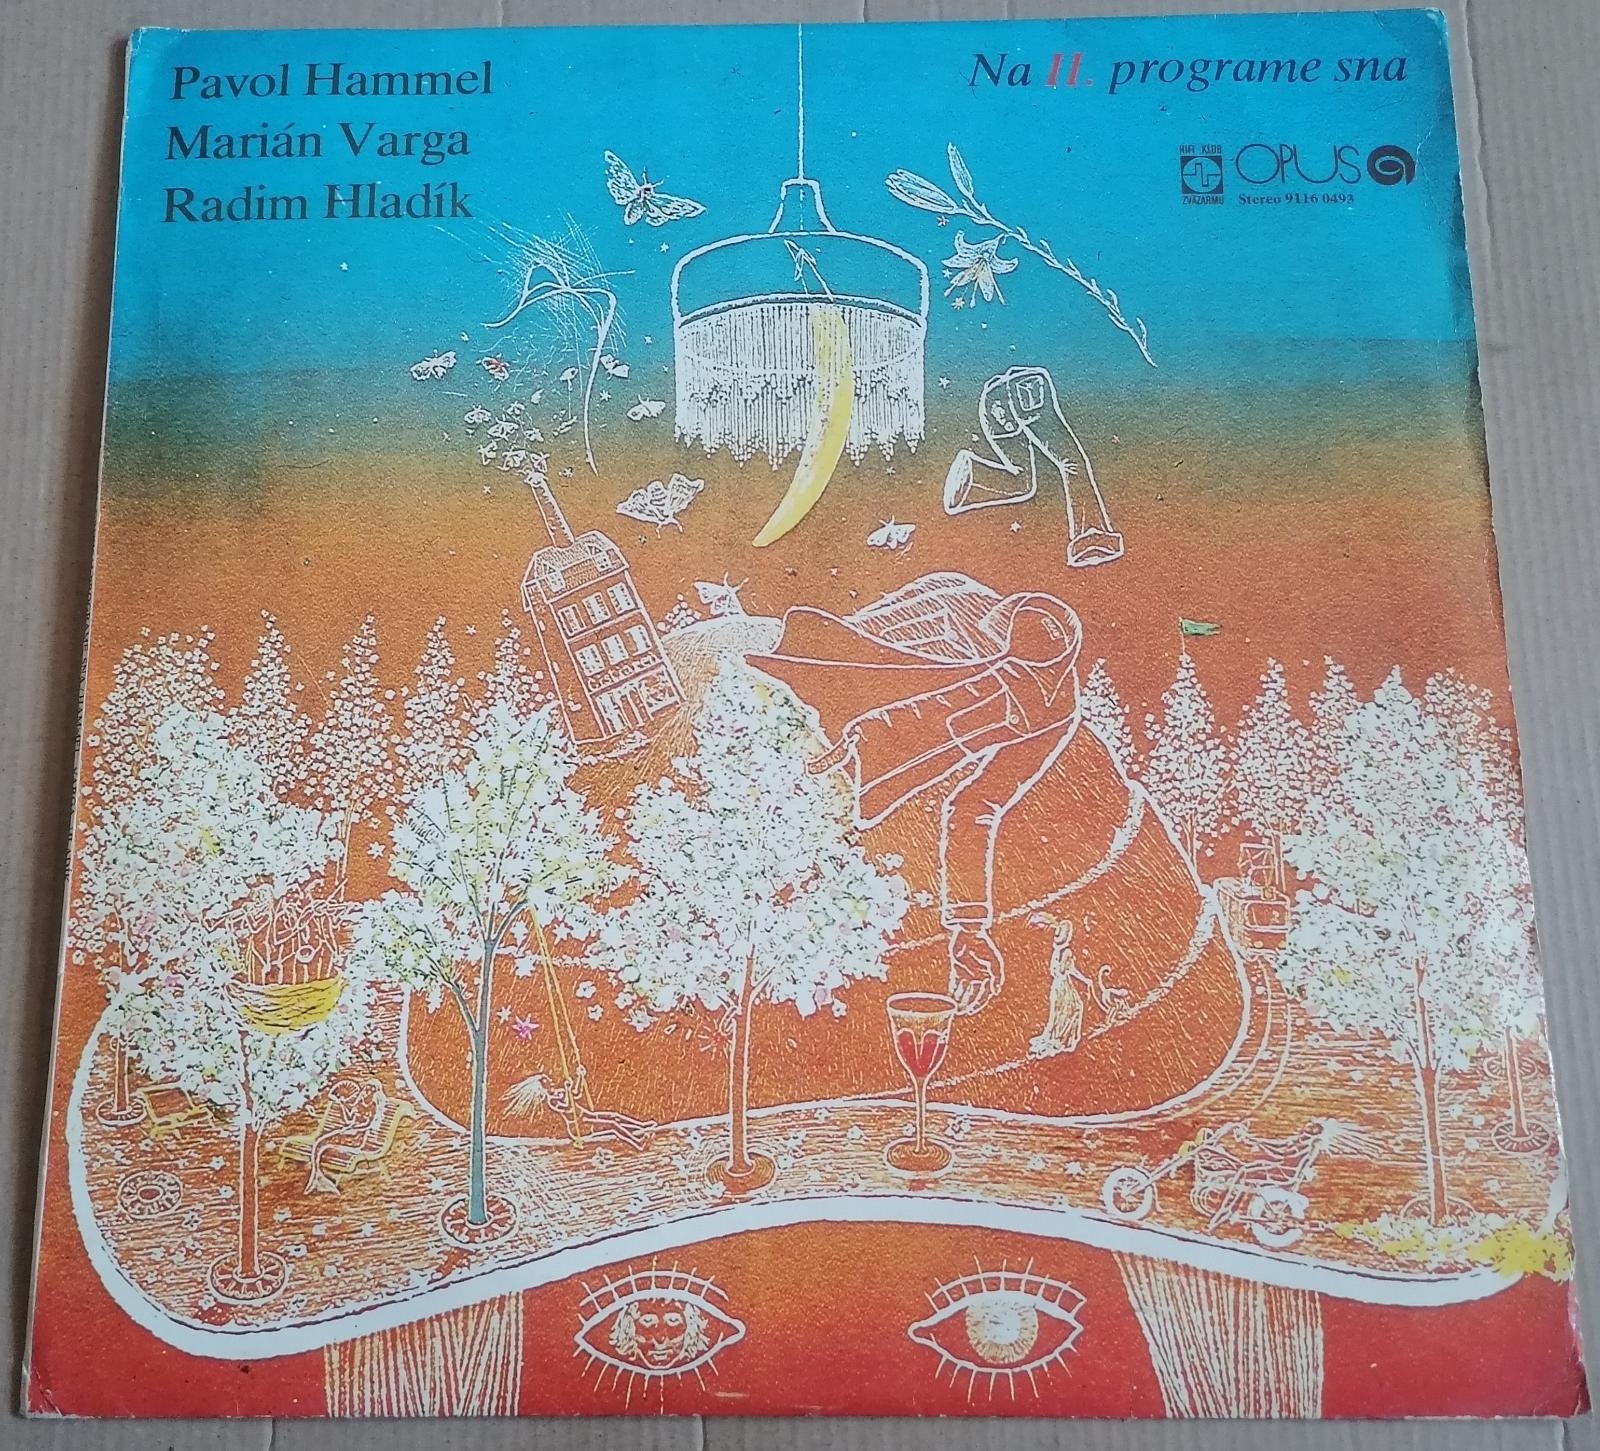 Pavol Hammel
Marián Varga
Radim Hladík
Na II. programe sna
HIFI KLUB
ZVÄZARMU
OPUS
Stereo 9116 0493